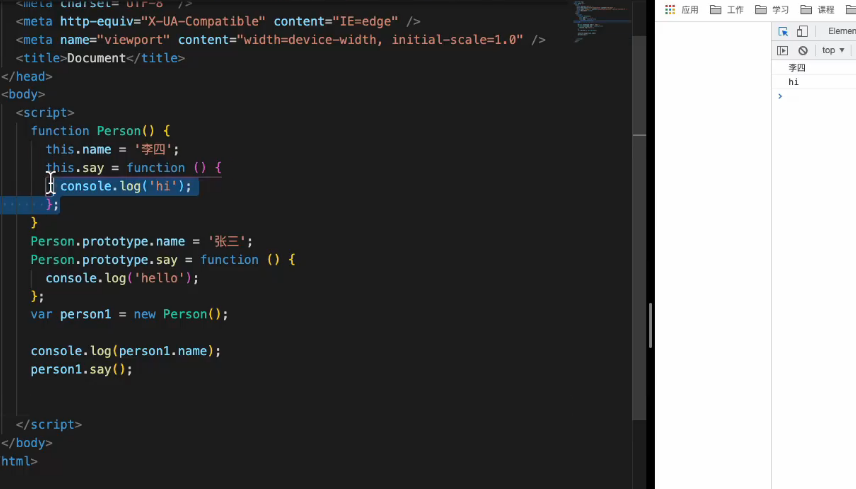 <meta charset="UTF-8" />
<meta http-equiv="X-UA-Compatible" content="IE=edge" />
<meta name="viewport" content="width=device-width, initial-scale=1.0" />
<title>Document</title>
</head>
<body>
<script>
function Person() {
this.name = '李四';
this.say = function () {
console.log('hi');
};
}
Person.prototype.name = '张三';
Person.prototype.say = function () {
console.log('hello');
};
var person1 = new Person();
console.log(person1.name);
person1.say();
</script>
</body>
html>
应用 工作 学习 课程
Elemen
top
李四
hi